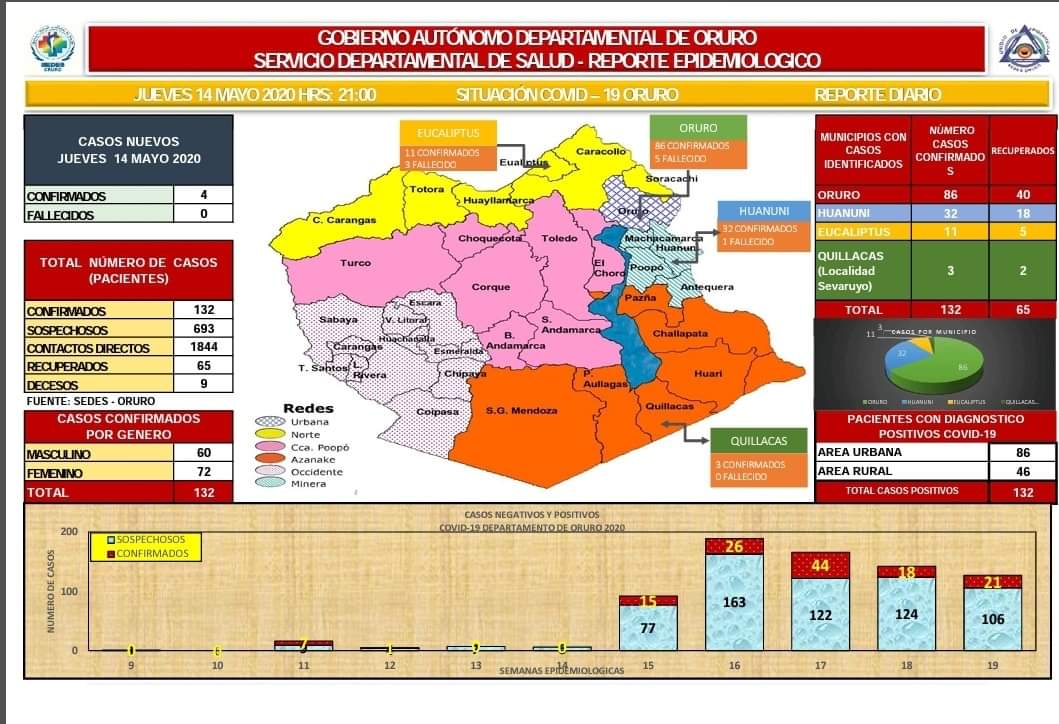 GOBIERNO AUTÓNOMO DEPARTAMENTAL DE ORURO
SERVICIO DEPARTAMENTAL DE SALUD - REPORTE EPIDEMIOLOGICO
JUEVES 14 MAYO 2020 HRS: 21:00 SITUACIÓN COVID – 19 ORURO REPORTE DIARIO
CASOS NUEVOS
JUEVES 14 MAYO 2020
CONFIRMADOS 4
FALLECIDOS 0
TOTAL NÚMERO DE CASOS
(PACIENTES)
CONFIRMADOS 132
SOSPECHOSOS 693
CONTACTOS DIRECTOS 1844
RECUPERADOS 65
DECESOS 9
FUENTE: SEDES - ORURO
CASOS CONFIRMADOS
POR GENERO
MASCULINO 60
FEMENINO 72
TOTAL 132
EUCALIPTUS
11 CONFIRMADOS
3 FALLECIDO
ORURO
86 CONFIRMADOS
5 FALLECIDOS
HUANUNI
32 CONFIRMADOS
1 FALLECIDO
QUILLACAS
3 CONFIRMADOS
0 FALLECIDO
Caracollo
Soracachi
Totora
Huayllamarca
C. Carangas
Oruro
Choquecota
Toledo
Machacamarca
Huanuni
Turco
El
Choro
Poopó
Corque
Antequera
Pazña
Escara
Sabaya
V. Litoral
S.
Andamarca
Challapata
Huachacalla
B.
Andamarca
Carangas
Esmeralda
T. Santos
L.
Rivera
Chipaya
P.
Aullagas
Huari
Coipasa
S.G. Mendoza
Quillacas
Redes
Urbana
Norte
Cca. Poopó
Azanake
Occidente
Minera
MUNICIPIOS CON
CASOS
IDENTIFICADOS
NÚMERO
CASOS
CONFIRMADO
S
RECUPERADOS
ORURO 86 40
HUANUNI 32 18
EUCALIPTUS 11 5
QUILLACAS
(Localidad
Sevaruyo)
3 2
TOTAL 132 65
CASOS POR MUNICIPIO
3
11
32
86
ORURO HUANUNI EUCALIPTUS QUILLACAS...
PACIENTES CON DIAGNOSTICO
POSITIVOS COVID-19
AREA URBANA 86
AREA RURAL 46
TOTAL CASOS POSITIVOS 132
CASOS NEGATIVOS Y POSITIVOS
COVID-19 DEPARTAMENTO DE ORURO 2020
SOSPECHOSOS
CONFIRMADOS
NUMERO DE CASOS
200
100
0
0 7 1 0 15 26 44 18 21
77 163 122 124 106
9 10 11 12 13 14 15 16 17 18 19
SEMANAS EPIDEMIOLOGICAS